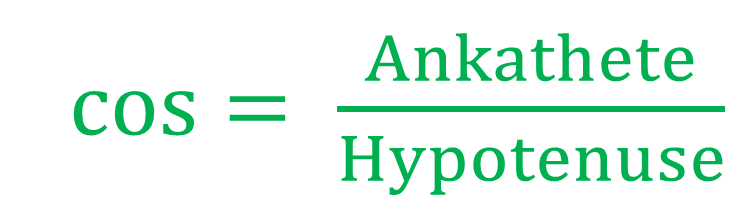 cos = Ankathete
Hypotenuse